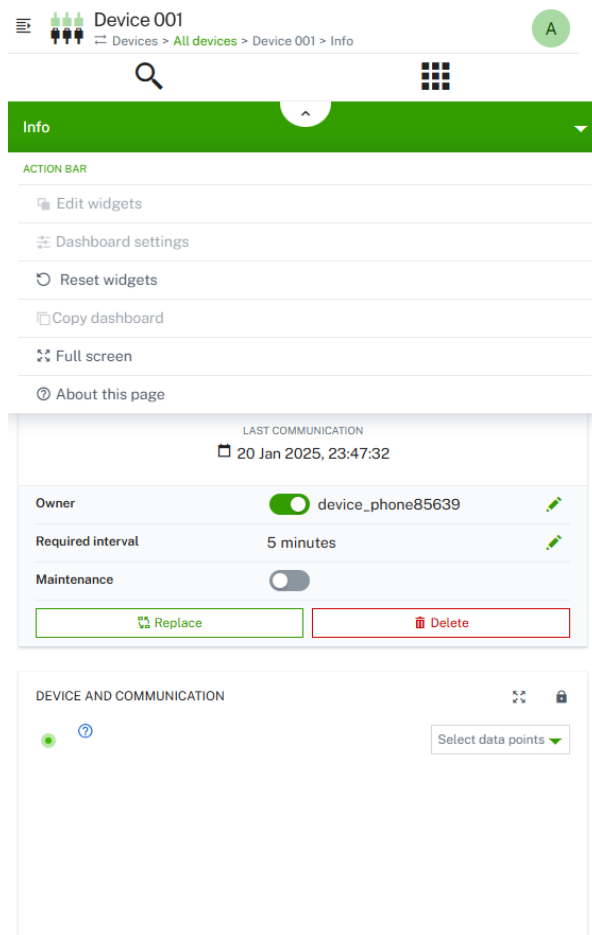 Device 001
Devices > All devices > Device 001 > Info
A
Info
ACTION BAR
Edit widgets
Dashboard settings
Reset widgets
Copy dashboard
Full screen
About this page
LAST COMMUNICATION
20 Jan 2025, 23:47:32
Owner device_phone85639
Required interval 5 minutes
Maintenance
Replace Delete
DEVICE AND COMMUNICATION
Select data points